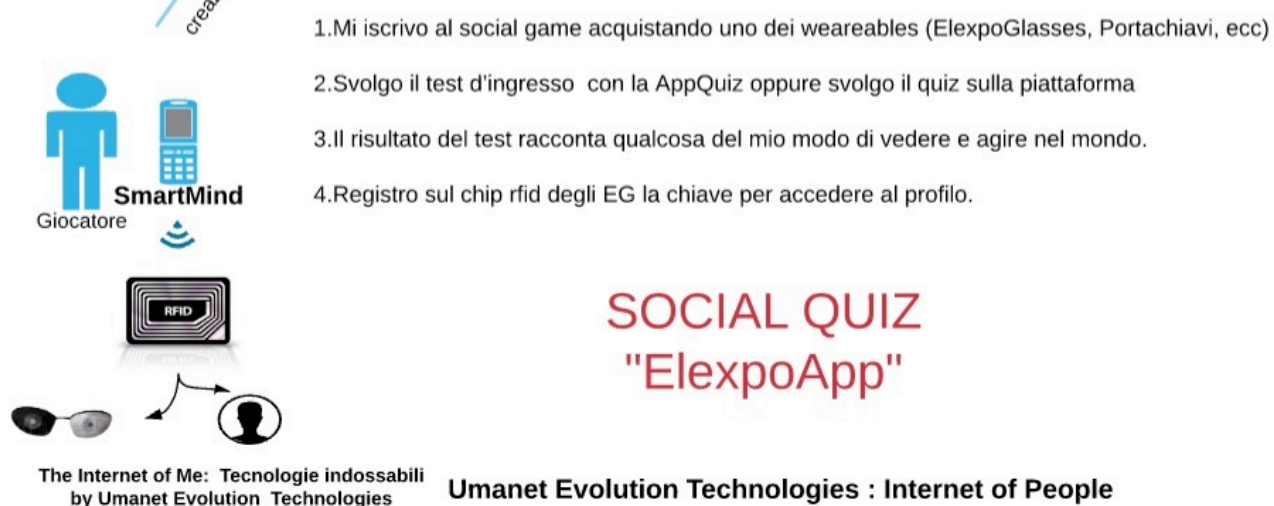 1.Mi iscrivo al social game acquistando uno dei weareables (ElexpoGlasses, Portachiavi, ecc)
2.Svolgo il test d'ingresso con la AppQuiz oppure svolgo il quiz sulla piattaforma
3.Il risultato del test racconta qualcosa del mio modo di vedere e agire nel mondo.
4.Registro sul chip rfid degli EG la chiave per accedere al profilo.
SmartMind
Giocatore
RFID
SOCIAL QUIZ
"ElexpoApp"
The Internet of Me: Tecnologie indossabili
by Umanet Evolution Technologies
Umanet Evolution Technologies : Internet of People